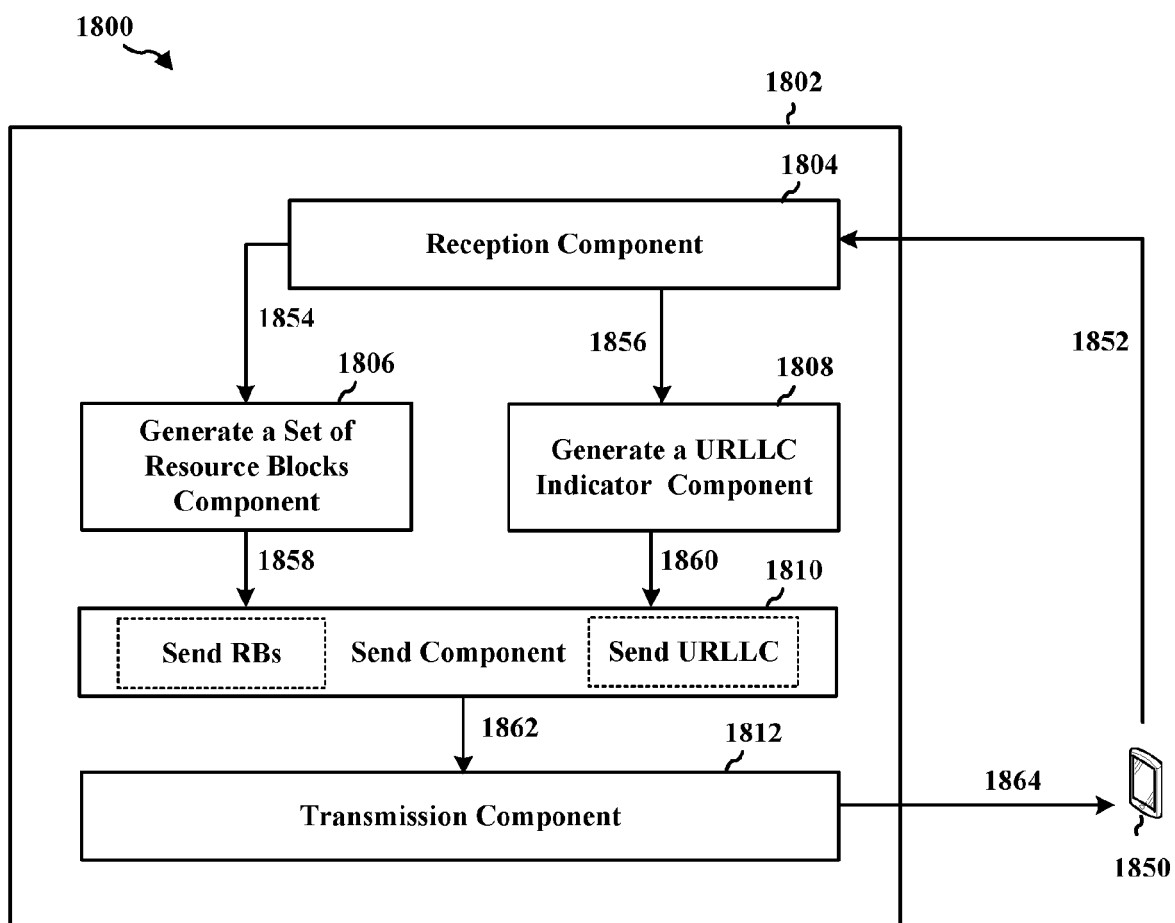 1800
1802
1804
Reception Component
1854
1856
1852
1806
1808
Generate a Set of
Resource Blocks
Component
Generate a URLLC
Indicator Component
1858
1860
1810
Send RBs
Send Component
Send URLLC
1862
1812
Transmission Component
1864
1850